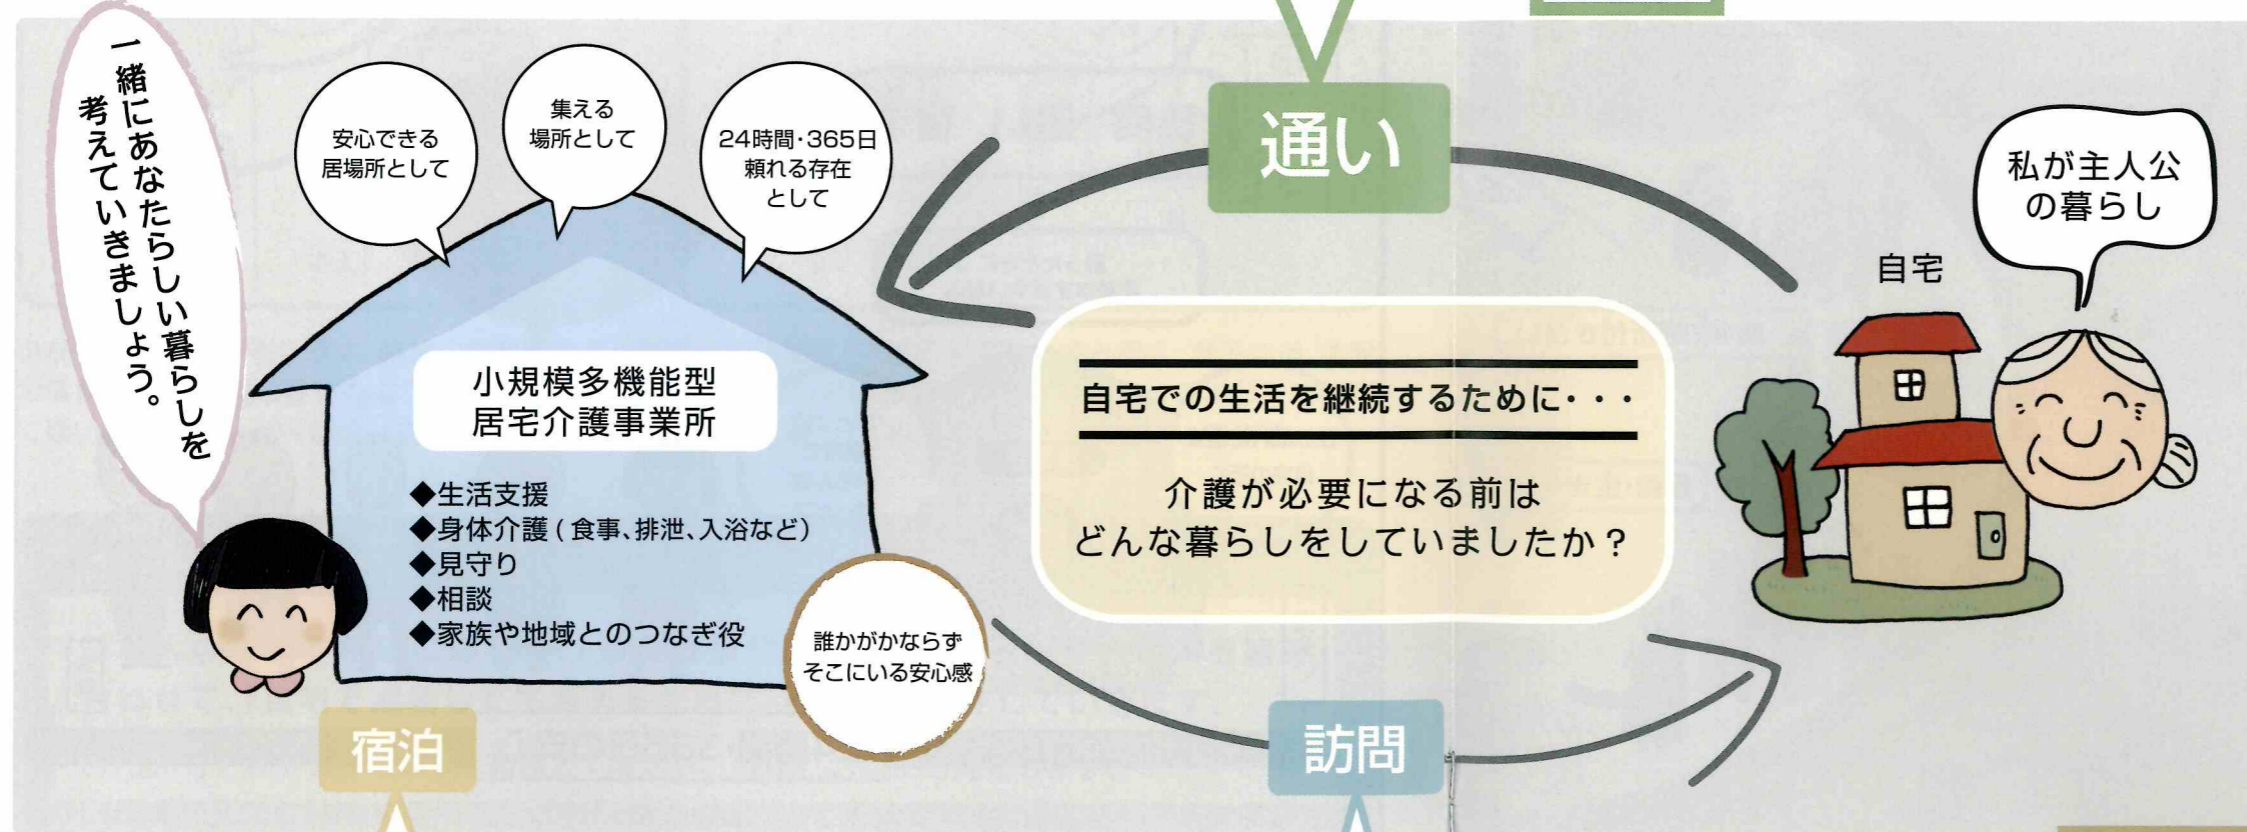 一緒にあなたらしい暮らしを
考えていきましょう。
安心できる
居場所として
集える
場所として
24時間・365日
頼れる存在
として
小規模多機能型
居宅介護事業所
◆生活支援
◆身体介護(食事、排泄、入浴など)
◆見守り
◆相談
◆家族や地域とのつなぎ役
誰かがかならず
そこにいる安心感
宿泊
通い
自宅での生活を継続するために・・・
介護が必要になる前は
どんな暮らしをしていましたか?
訪問
自宅
私が主人公
の暮らし